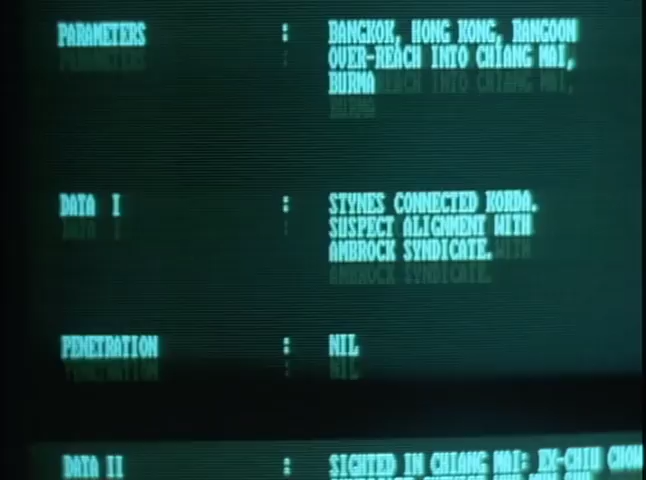 PARAMETERS : BANGKOK, HONG KONG, RANGOON
OVER-REACH INTO CHIANG MAI,
BURMA
DATA I : STYNES CONNECTED KORDA.
SUSPECT ALIGNMENT WITH
AMBROCK SYNDICATE.
PENETRATION : NIL
DATA II : SIGHTED IN CHIANG MAI: EX-CHIU CHOW